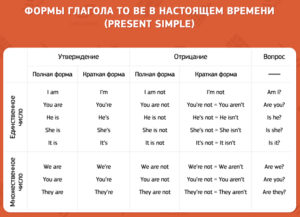 ФОРМЫ ГЛАГОЛА TO BE В НАСТОЯЩЕМ ВРЕМЕНИ
(PRESENT SIMPLE)
Утверждение Отрицание Вопрос
Полная форма Краткая форма Полная форма Краткая форма —
Единственное число
I am I'm I am not I'm not Am I?
You are You're You are not You're not = You aren't Are you?
He is He's He is not He's not = He isn't Is he?
She is She's She is not She's not = She isn't Is she?
It is It's It is not It's not = It isn't Is it?
Множественное число
We are We're We are not We're not = We aren't Are we?
You are You're You are not You're not = You aren't Are you?
They are They're They are not They're not = They aren't Are they?